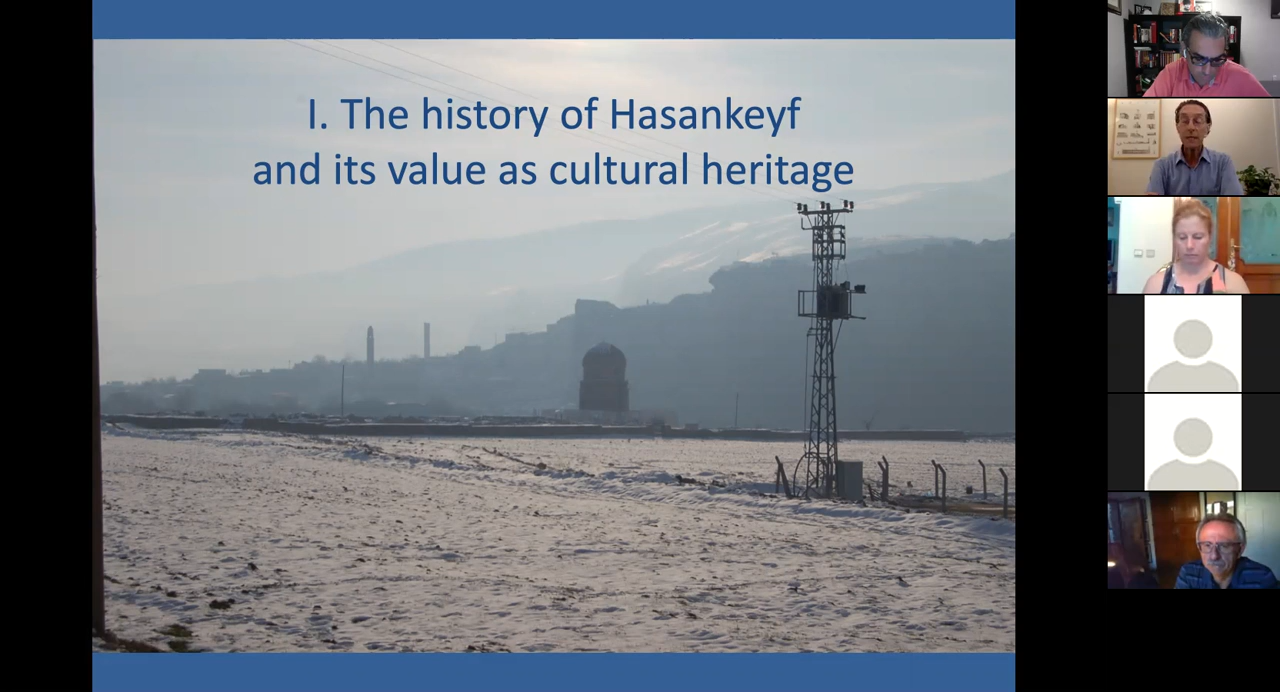 I. The history of Hasankeyf
and its value as cultural heritage